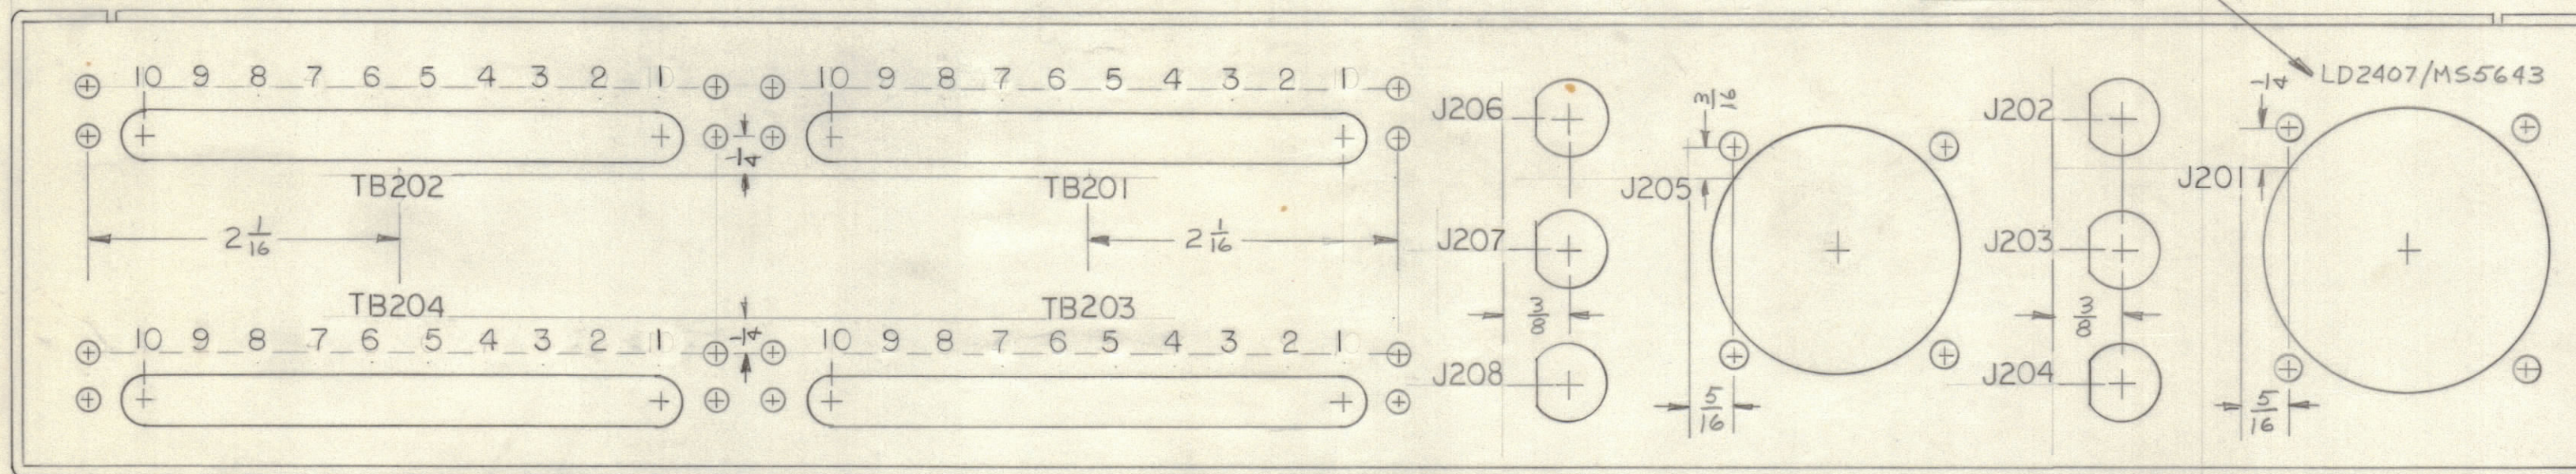 LD2407/MS5643
10 9 8 7 6 5 4 3 2 1
10 9 8 7 6 5 4 3 2 1
J206
3/16
J202
1/4
1/4
TB202
TB201
J205
J201
2 1/16
2 1/16
J207
J203
TB204
TB203
3/8
3/8
10 9 8 7 6 5 4 3 2 1
1/4
10 9 8 7 6 5 4 3 2 1
J208
J204
5/16
5/16